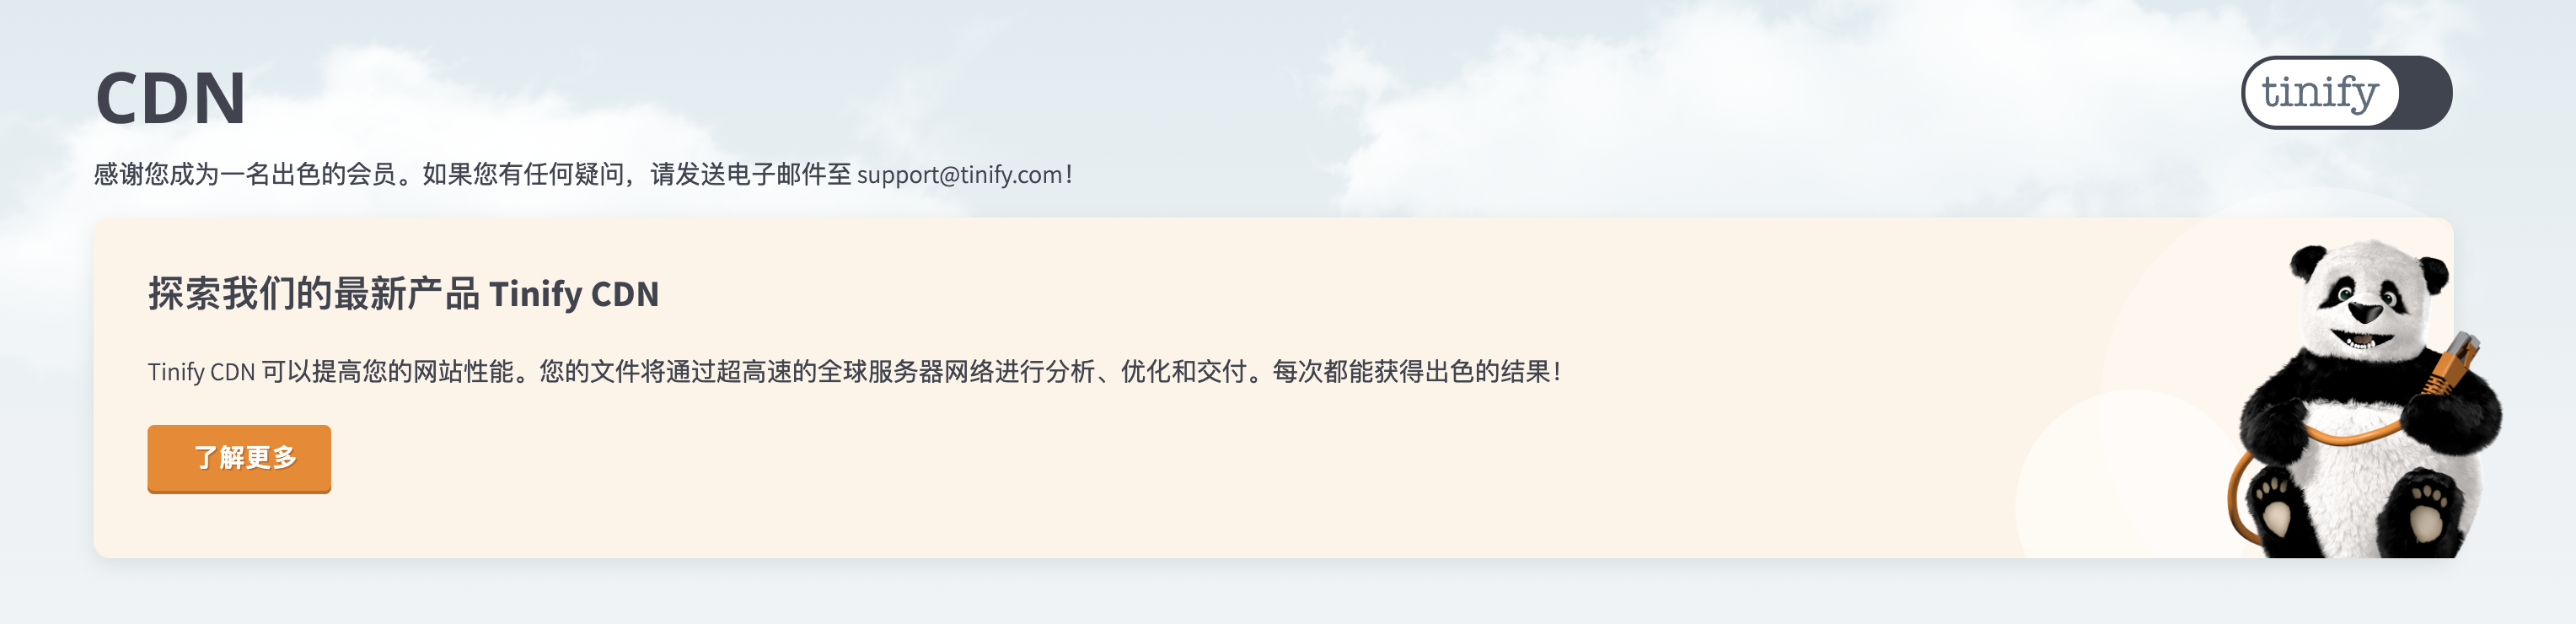 CDN
tinify
感谢您成为一名出色的会员。如果您有任何疑问，请发送电子邮件至 support@tinify.com！
探索我们的最新产品 Tinify CDN
Tinify CDN 可以提高您的网站性能。您的文件将通过超高速的全球服务器网络进行分析、优化和交付。每次都能获得出色的结果！
了解更多